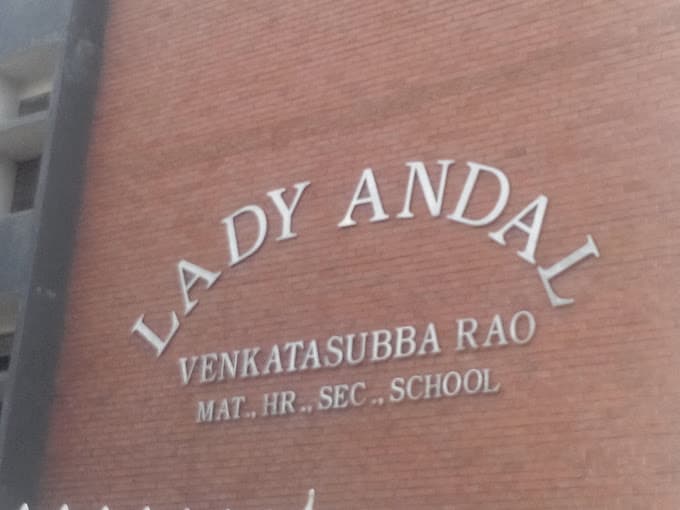 LADY ANDAL
VENKATASUBBA RAO
MAT., HR., SEC., SCHOOL